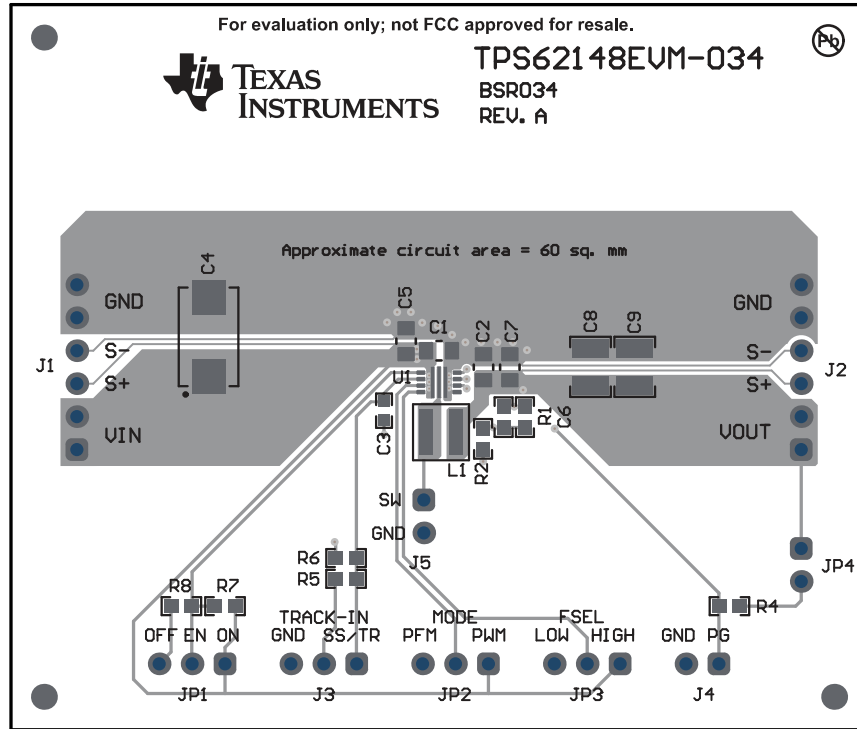 For evaluation only; not FCC approved for resale.
TEXAS
INSTRUMENTS
TPS62148EVM-034
BSR034
REV. A
Pb
Approximate circuit area = 60 sq. mm
C4
C5
C1
C2
C7
C8
C9
GND
S-
S+
VIN
J1
GND
S-
S+
VOUT
J2
U1
C3
L1
R2
R1
C6
SW
GND
J5
R6
R5
R8
R7
JP4
R4
TRACK-IN
MODE
FSEL
OFF EN ON
GND SS/TR
PFM PWM
LOW HIGH
GND PG
JP1
J3
JP2
JP3
J4